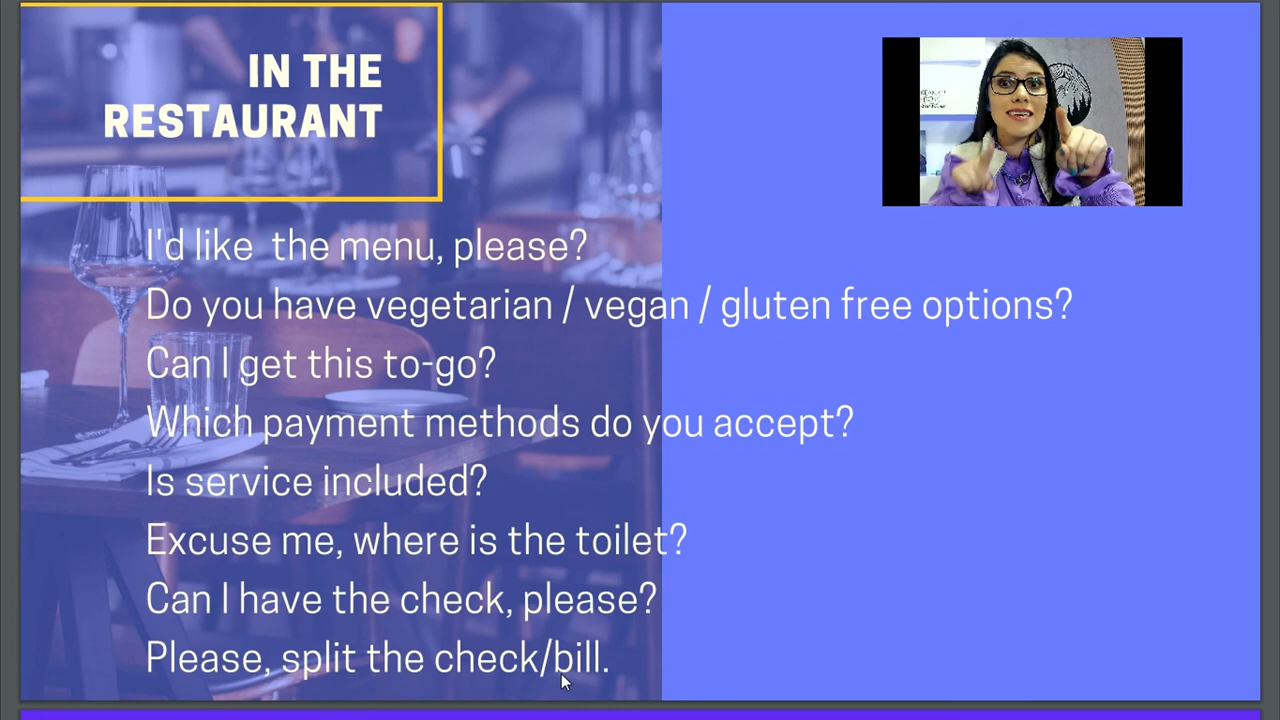 IN THE
RESTAURANT
I'd like  the menu, please?
Do you have vegetarian / vegan / gluten free options?
Can I get this to-go?
Which payment methods do you accept?
Is service included?
Excuse me, where is the toilet?
Can I have the check, please?
Please, split the check/bill.